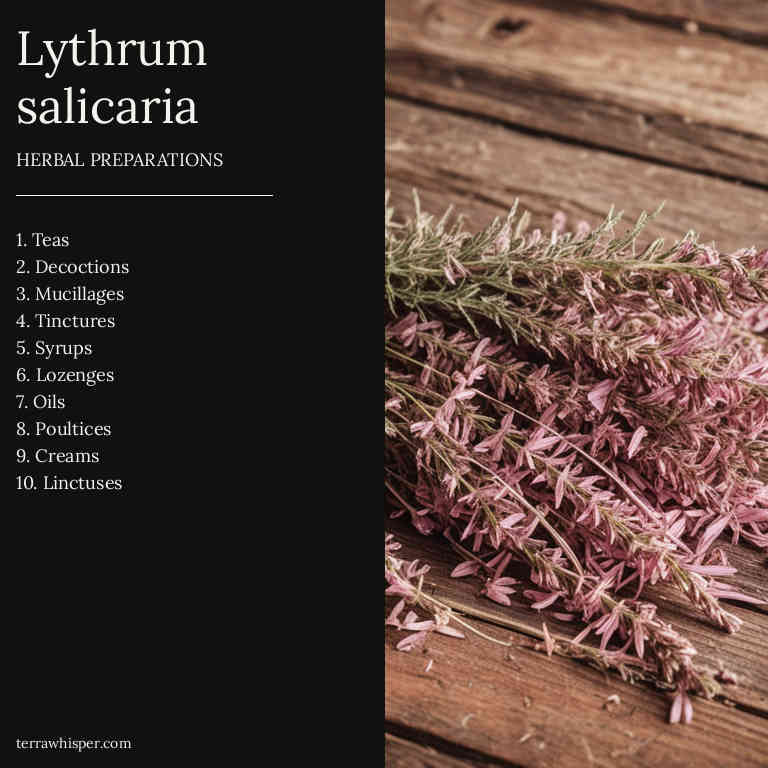 Lythrum
salicaria
HERBAL PREPARATIONS
1. Teas
2. Decoctions
3. Mucillages
4. Tinctures
5. Syrups
6. Lozenges
7. Oils
8. Poultices
9. Creams
10. Linctuses
terrawhisper.com